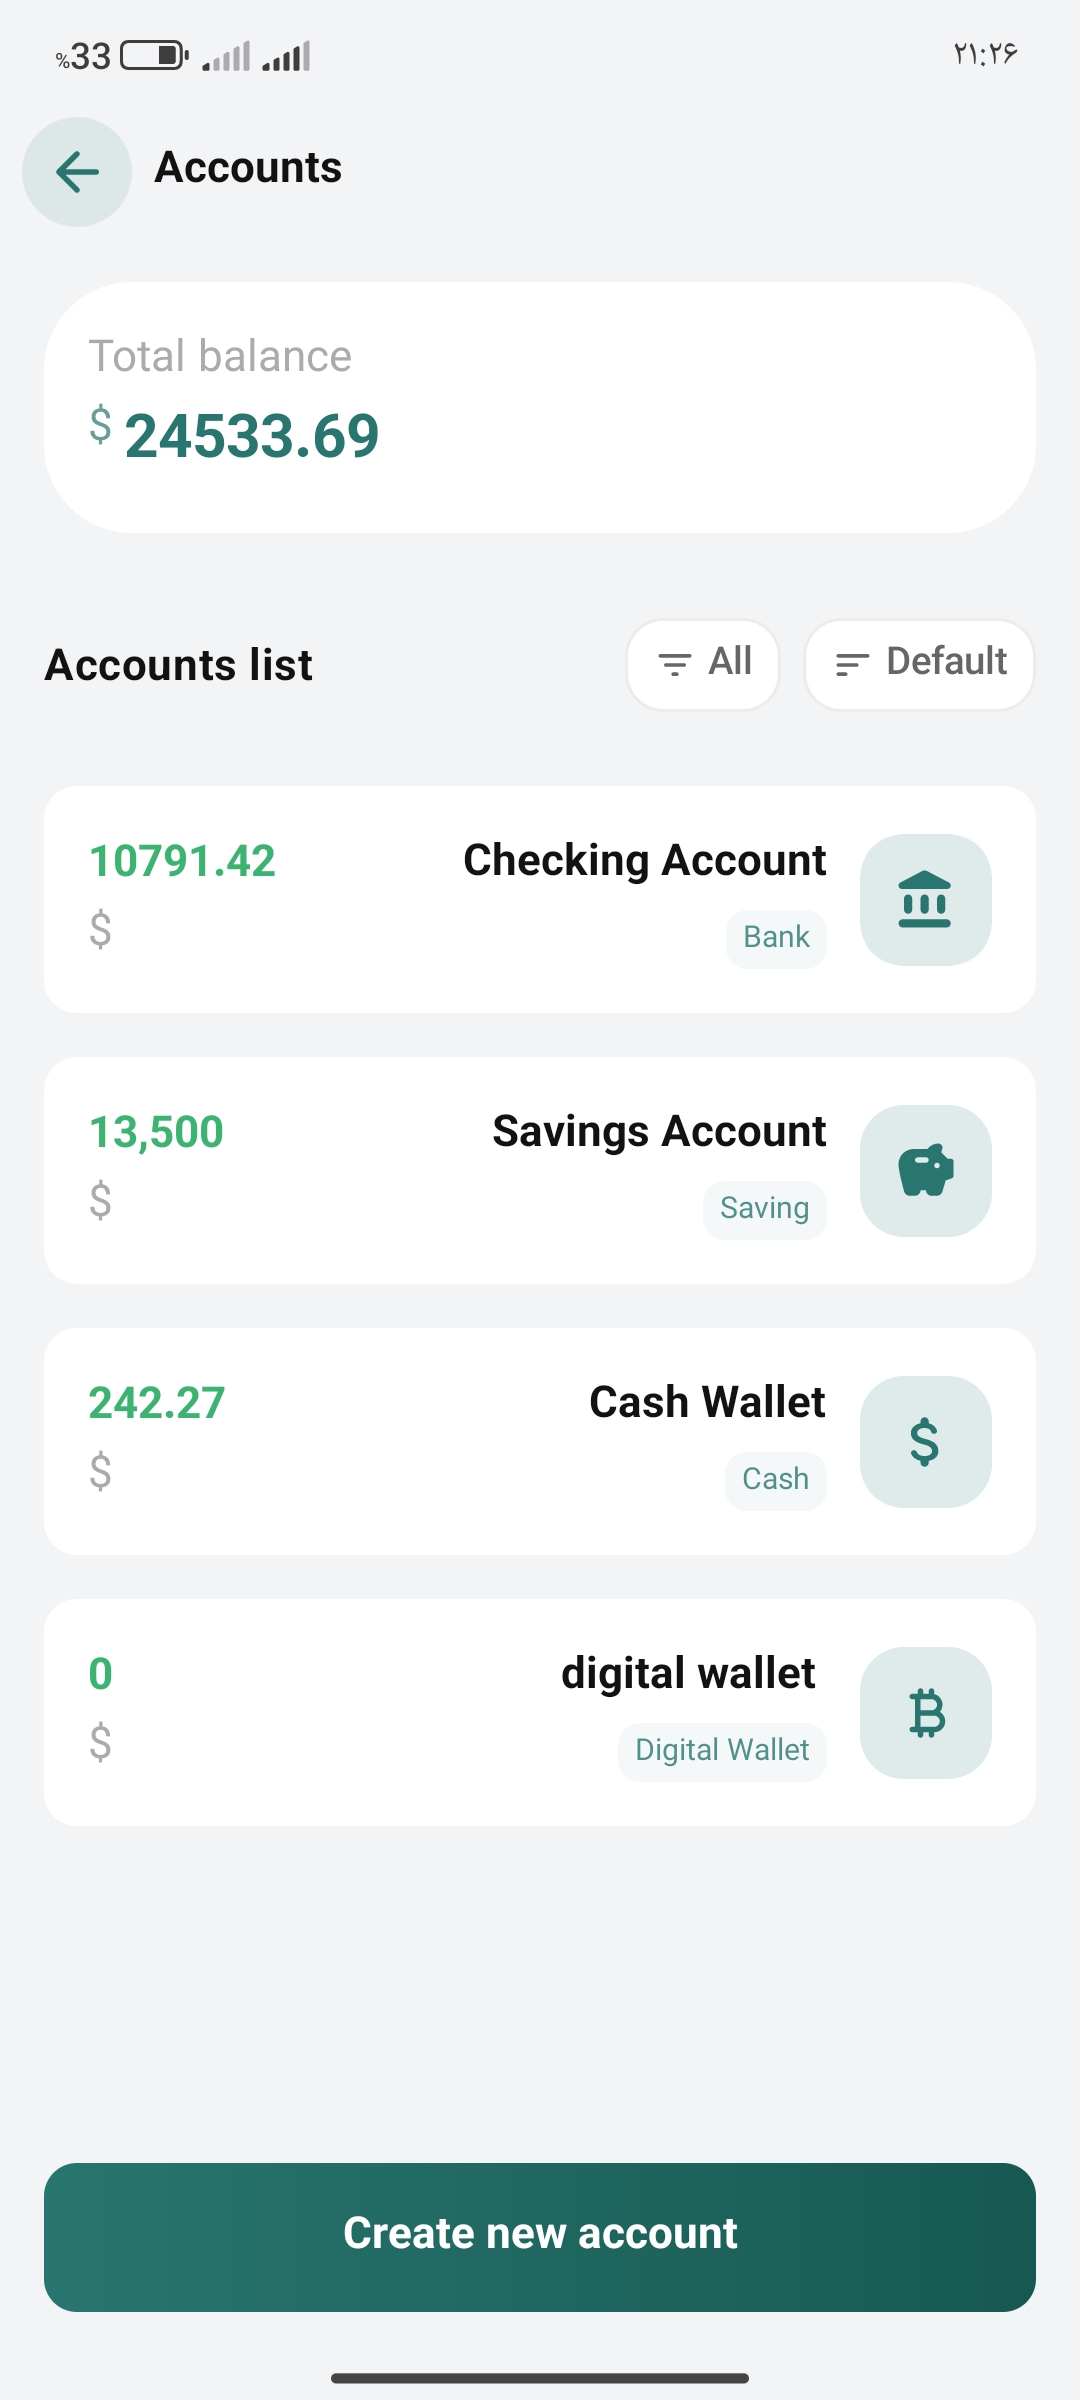 %33
۲۱:۲۶
Accounts
Total balance
$ 24533.69
Accounts list
All
Default
10791.42
$
Checking Account
Bank
13,500
$
Savings Account
Saving
242.27
$
Cash Wallet
Cash
0
$
digital wallet
Digital Wallet
Create new account